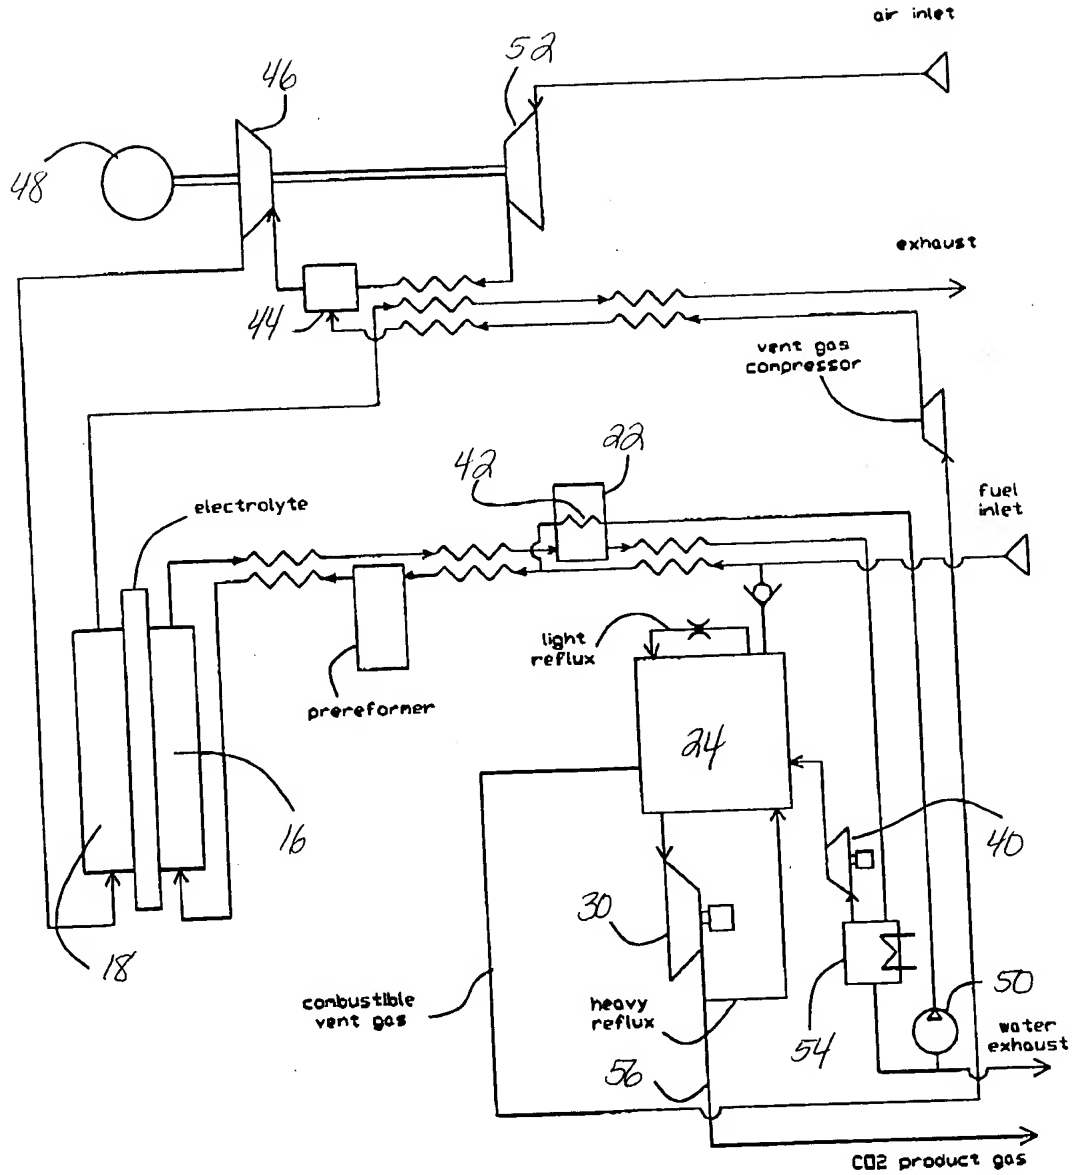 air inlet
52
46
48
exhaust
44
vent gas
compressor
22
42
fuel
inlet
electrolyte
light
reflux
prereformer
24
16
40
30
18
combustible
vent gas
heavy
reflux
54
50
water
exhaust
56
CO2 product gas